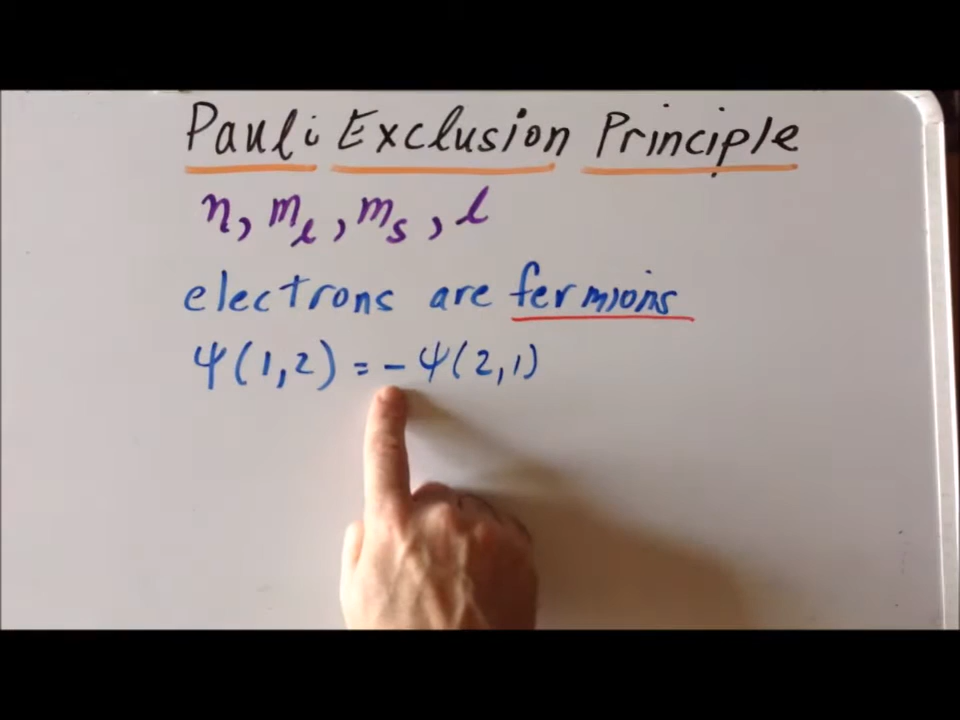 Pauli Exclusion Principle
n, mₗ, mₛ, l
electrons are fermions
Ψ(1,2) = -Ψ(2,1)